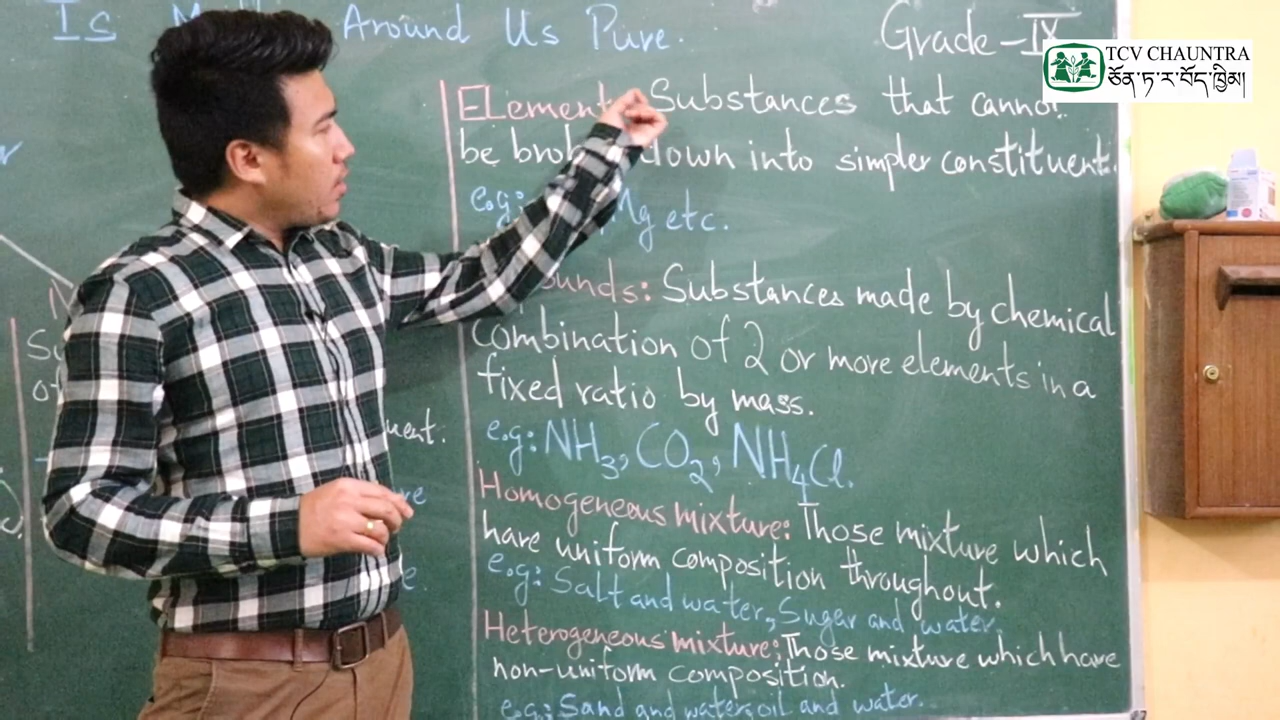 Is Around Us Pure.
Grade-IX
TCV CHAUNTRA
ཅོན་ཏ་ར་བོད་ཁྱིམ།
Element Substances that cannot
be down into simpler constituent.
e.g: Mg etc.
Substances made by chemical
Combination of 2 or more elements in a
fixed ratio by mass.
e.g: NH3, CO2, NH4Cl.
Homogeneous mixture: Those mixture which
have uniform composition throughout.
e.g: Salt and water, Sugar and water.
Heterogeneous mixture: Those mixture which have
non-uniform composition.
e.g: Sand and water, oil and water.